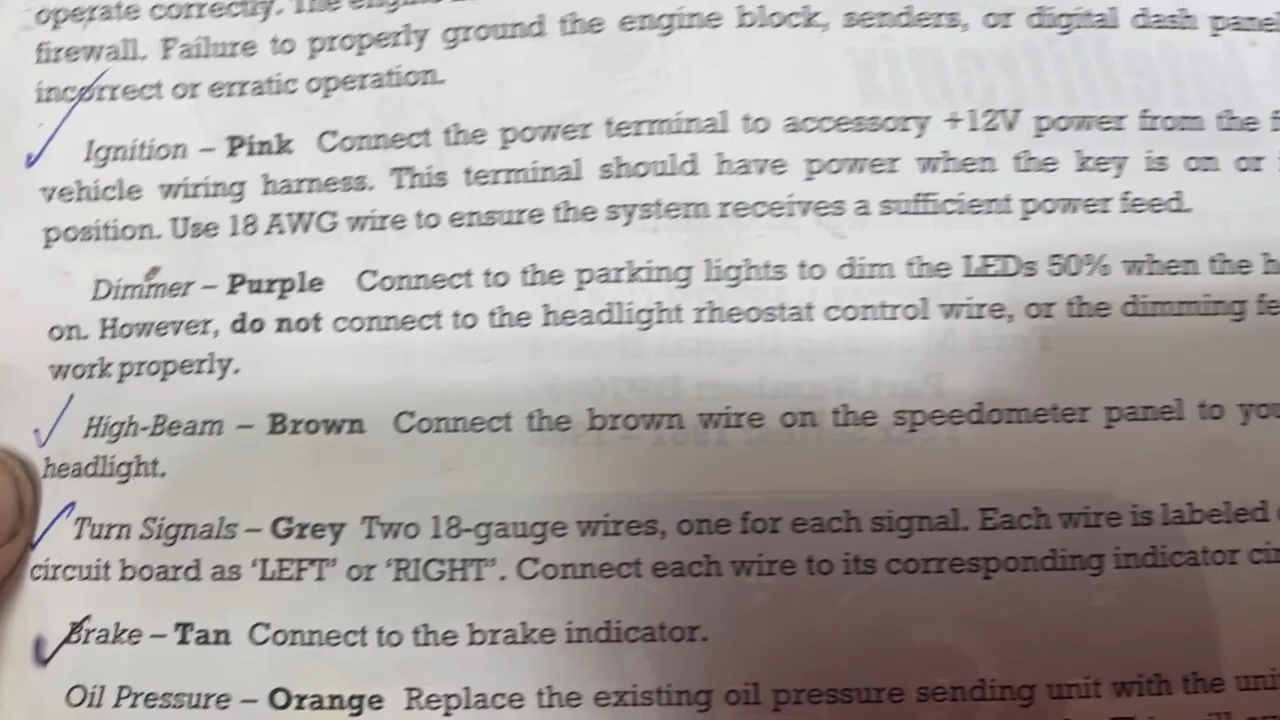 operate correctly. The engine
firewall. Failure to properly ground the engine block, senders, or digital dash panel
incorrect or erratic operation.
Ignition – Pink Connect the power terminal to accessory +12V power from the
vehicle wiring harness. This terminal should have power when the key is on or
position. Use 18 AWG wire to ensure the system receives a sufficient power feed.
Dimmer – Purple Connect to the parking lights to dim the LEDs 50% when the
on. However, do not connect to the headlight rheostat control wire, or the dimming
work properly.
High-Beam – Brown Connect the brown wire on the speedometer panel to
headlight.
Turn Signals – Grey Two 18-gauge wires, one for each signal. Each wire is labeled
circuit board as 'LEFT' or 'RIGHT'. Connect each wire to its corresponding indicator
Brake – Tan Connect to the brake indicator.
Oil Pressure – Orange Replace the existing oil pressure sending unit with the